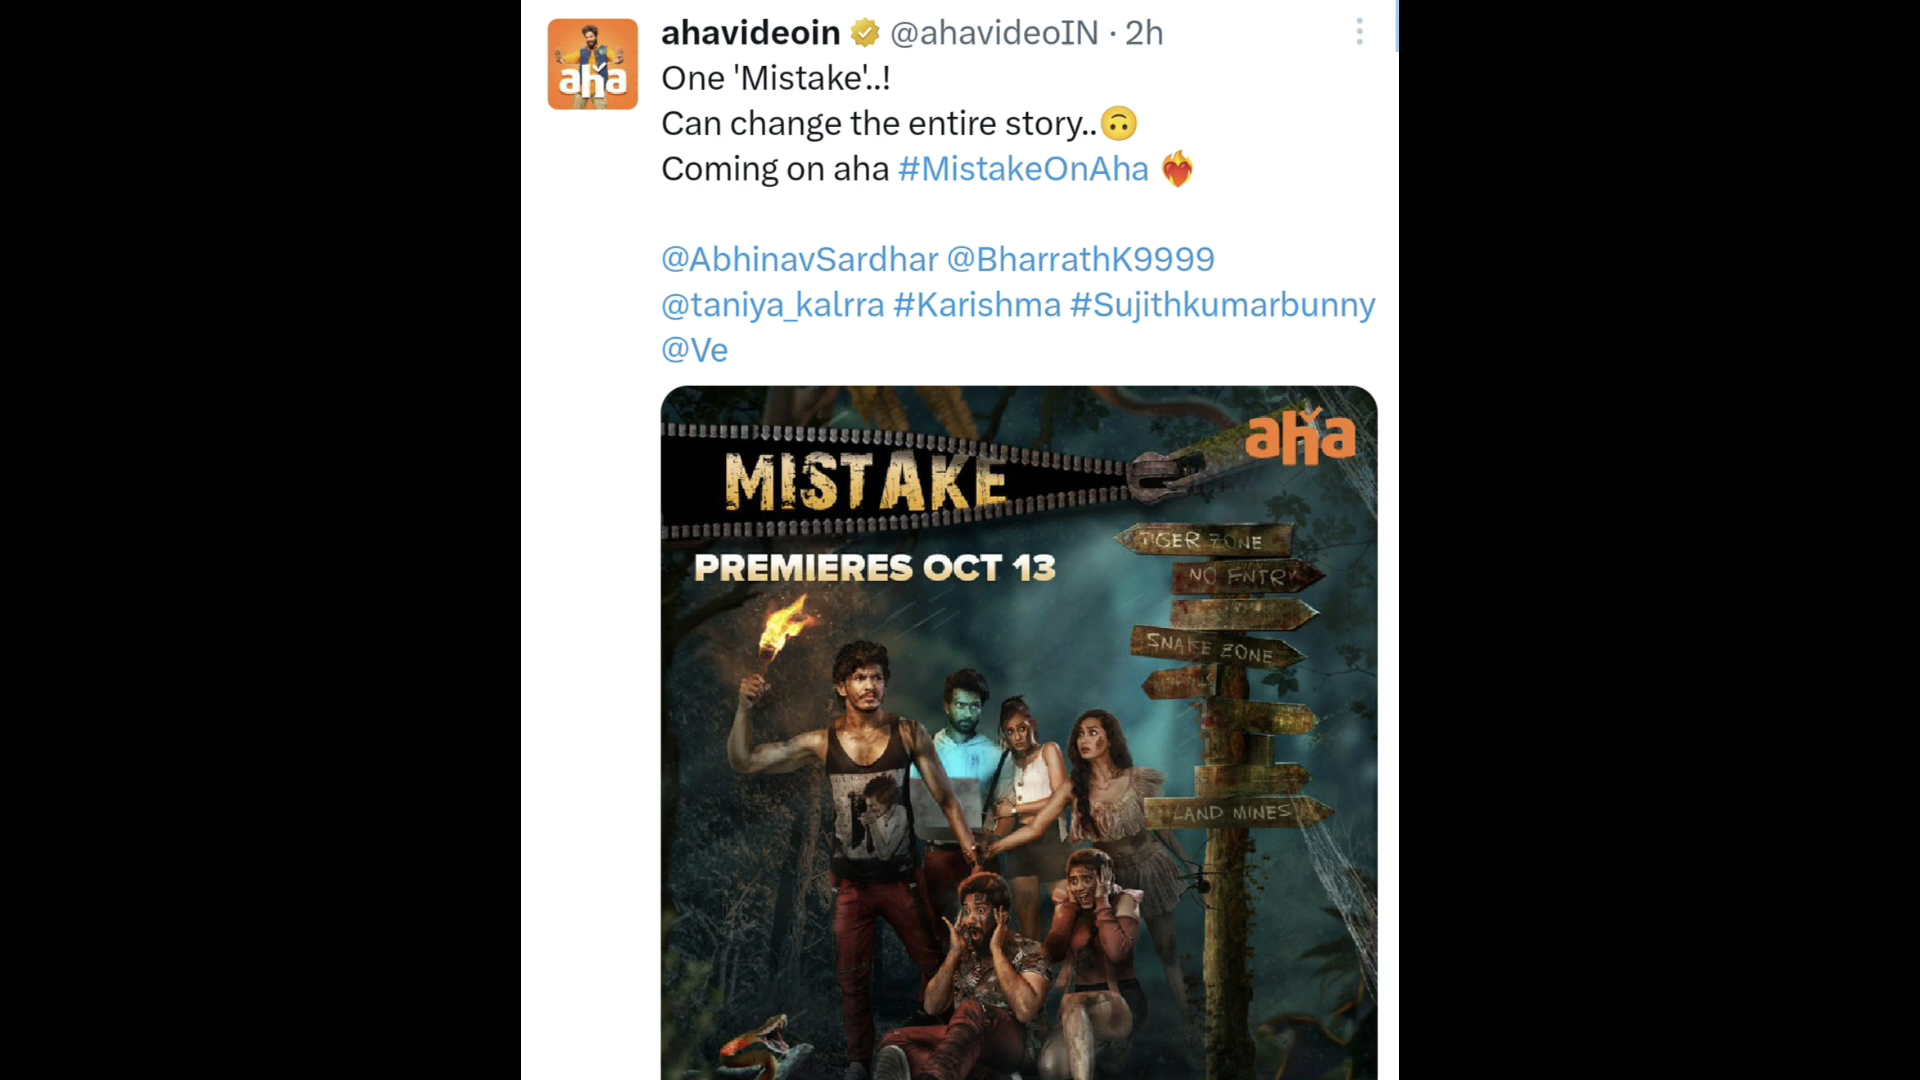 ahavideoin @ahavideoIN · 2h
aha
One 'Mistake'..!
Can change the entire story..🙃
Coming on aha #MistakeOnAha ❤️‍🔥
@AbhinavSardhar @BharrathK9999
@taniya_kalrra #Karishma #Sujithkumarbunny
@Ve
aha
MISTAKE
PREMIERES OCT 13
TIGER ZONE
NO ENTRY
SNAKE ZONE
LAND MINES